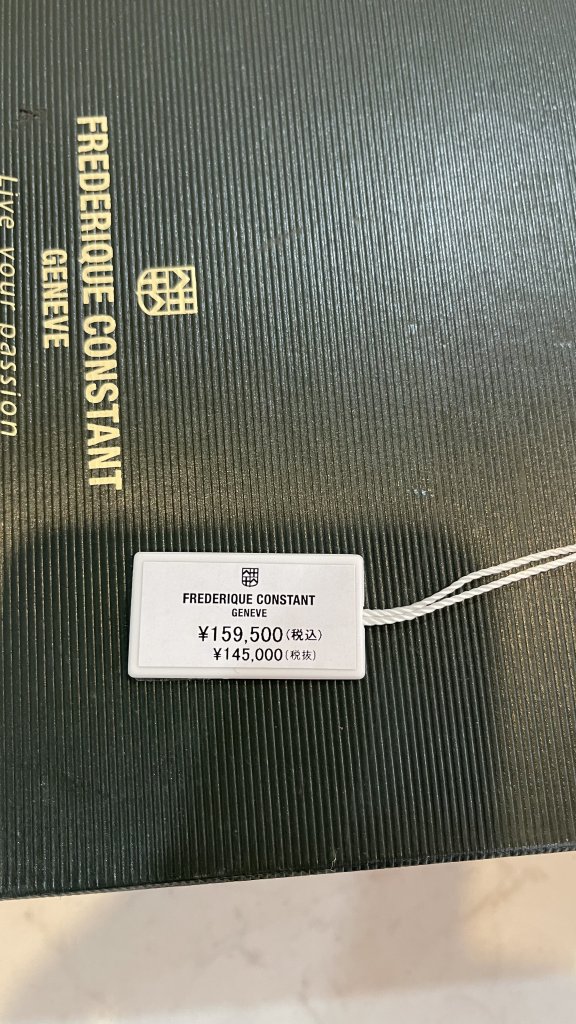 FREDERIQUE CONSTANT
GENEVE
Live your passion
FREDERIQUE CONSTANT
GENEVE
¥159,500(税込)
¥145,000(税抜)